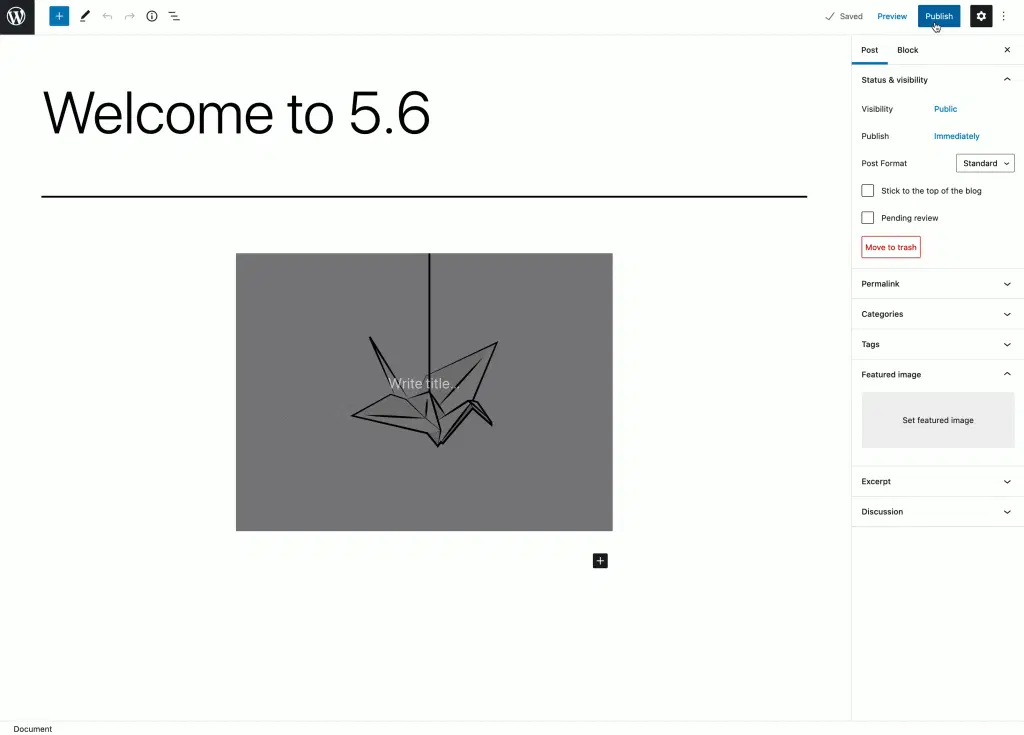 Saved
Preview
Publish
Post
Block
Welcome to 5.6
Status & visibility
Visibility
Public
Publish
Immediately
Post Format
Standard
Stick to the top of the blog
Pending review
Move to trash
Permalink
Categories
Tags
Featured image
Write title...
Set featured image
Excerpt
Discussion
Document